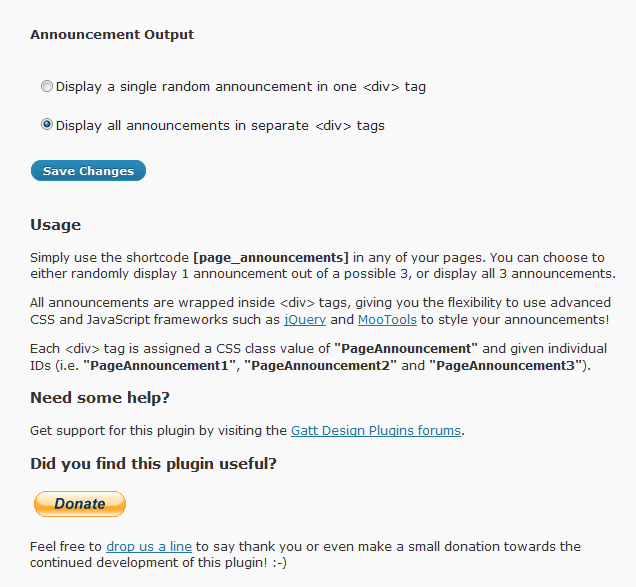 Announcement Output
Display a single random announcement in one <div> tag
Display all announcements in separate <div> tags
Save Changes
Usage
Simply use the shortcode [page_announcements] in any of your pages. You can choose to
either randomly display 1 announcement out of a possible 3, or display all 3 announcements.
All announcements are wrapped inside <div> tags, giving you the flexibility to use advanced
CSS and JavaScript frameworks such as jQuery and MooTools to style your announcements!
Each <div> tag is assigned a CSS class value of "PageAnnouncement" and given individual
IDs (i.e. "PageAnnouncement1", "PageAnnouncement2" and "PageAnnouncement3").
Need some help?
Get support for this plugin by visiting the Gatt Design Plugins forums.
Did you find this plugin useful?
Donate
Feel free to drop us a line to say thank you or even make a small donation towards the
continued development of this plugin! :-)